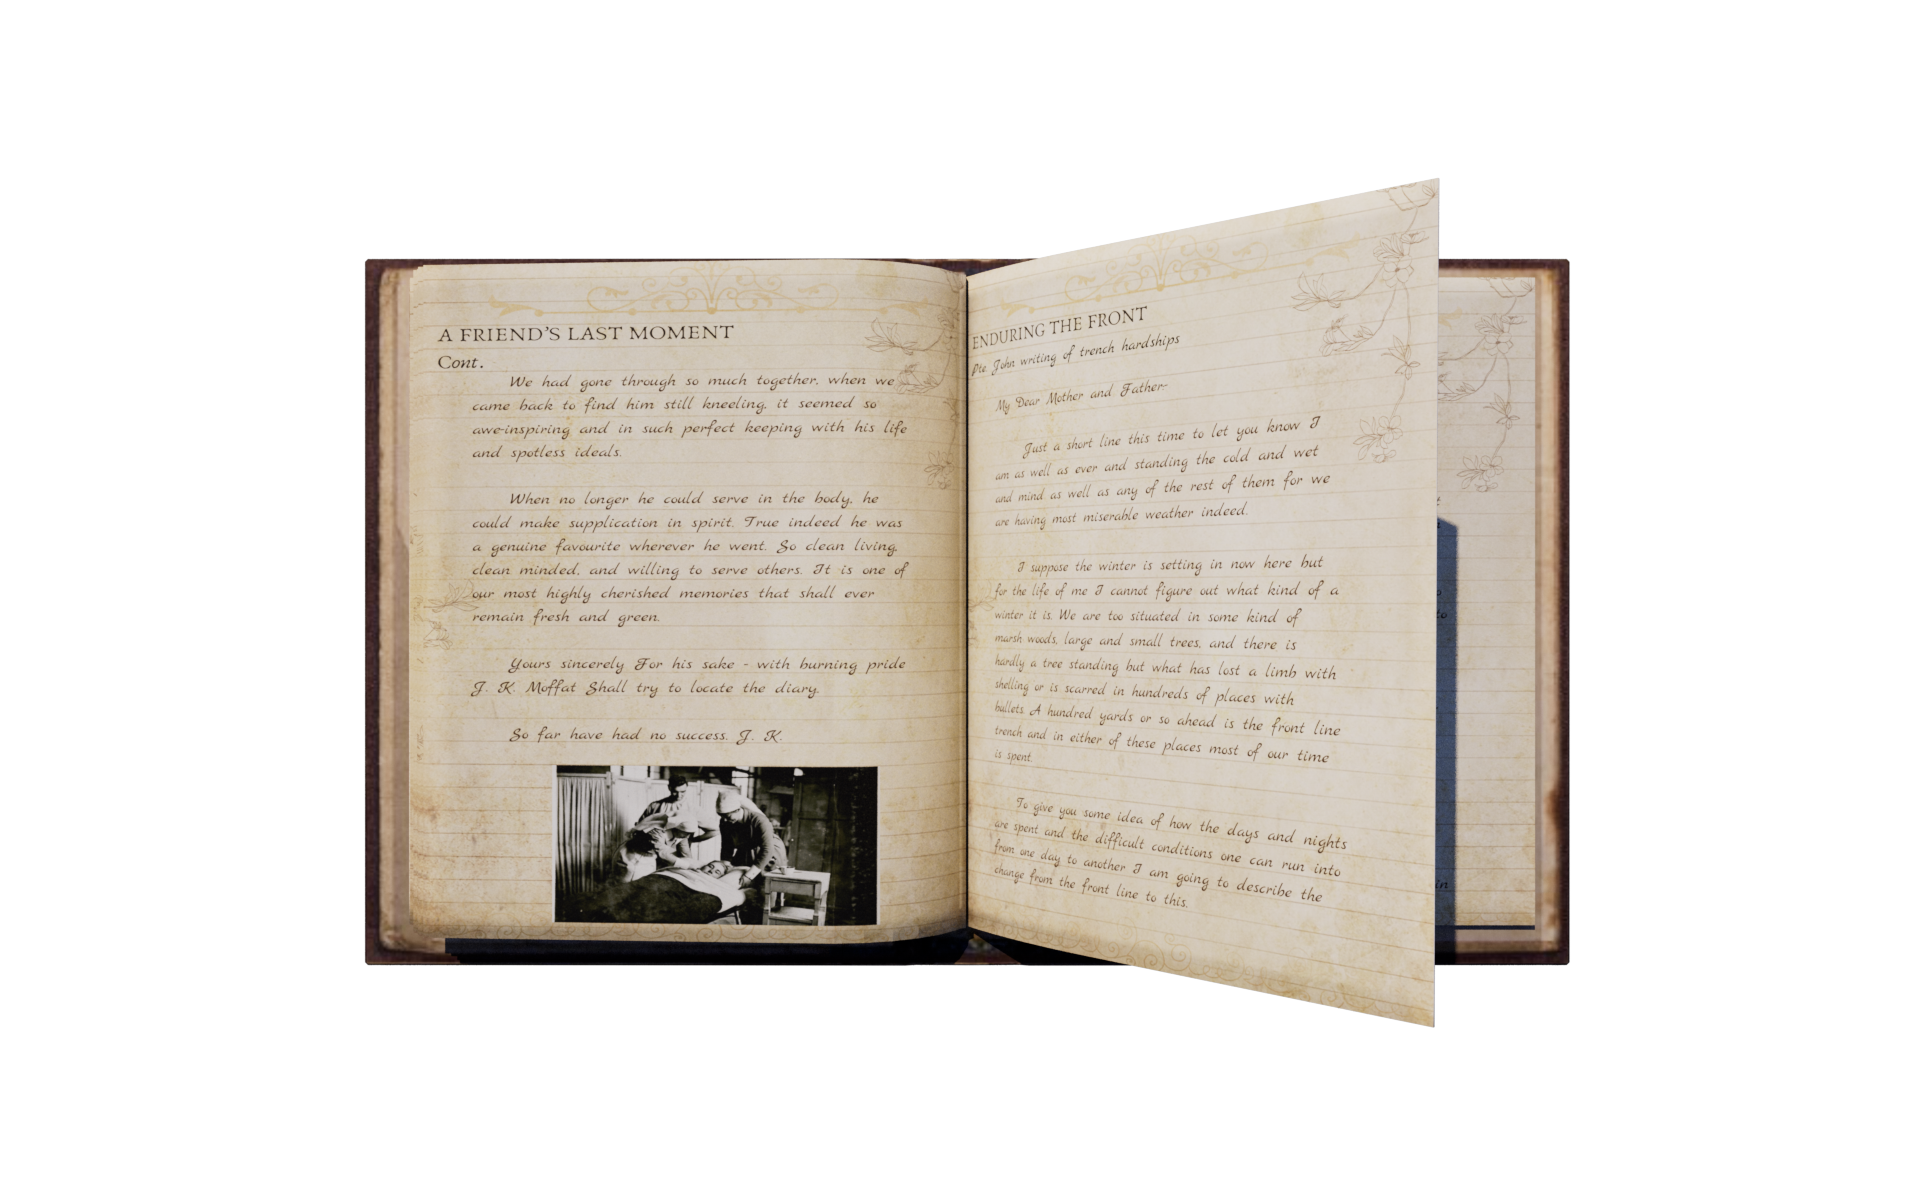 A FRIEND'S LAST MOMENT
Cont.
We had gone through so much together, when we
came back to find him still kneeling, it seemed so
awe-inspiring and in such perfect keeping with his life
and spotless ideals.
When no longer he could serve in the body, he
could make supplication in spirit. True indeed he was
a genuine favourite wherever he went. So clean living,
clean minded, and willing to serve others. It is one of
our most highly cherished memories that shall ever
remain fresh and green.
Yours sincerely For his sake - with burning pride
J. K. Moffat Shall try to locate the diary.
So far have had no success. J. K.
ENDURING THE FRONT
Pte. John writing of trench hardships
My Dear Mother and Father:-
Just a short line this time to let you know I
am as well as ever and standing the cold and wet
and mind as well as any of the rest of them for we
are having most miserable weather indeed.
I suppose the winter is setting in now here but
for the life of me I cannot figure out what kind of a
winter it is. We are too situated in some kind of
marsh woods, large and small trees, and there is
hardly a tree standing but what has lost a limb with
shelling or is scarred in hundreds of places with
bullets. A hundred yards or so ahead is the front line
trench and in either of these places most of our time
is spent.
To give you some idea of how the days and nights
are spent and the difficult conditions one can run into
from one day to another I am going to describe the
change from the front line to this.
to
in